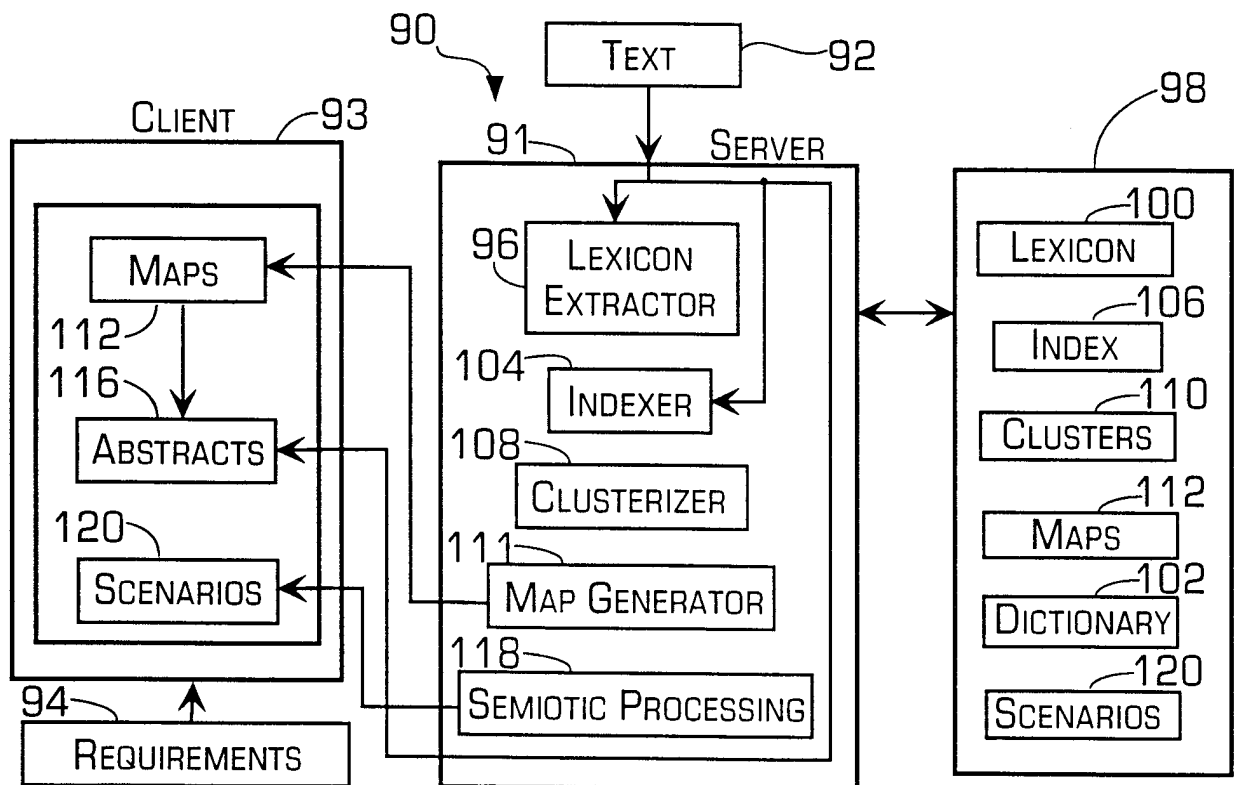 90
TEXT
92
CLIENT
93
MAPS
112
116
ABSTRACTS
120
SCENARIOS
94
REQUIREMENTS
91
SERVER
96
LEXICON
EXTRACTOR
104
INDEXER
108
CLUSTERIZER
111
MAP GENERATOR
118
SEMIOTIC PROCESSING
98
100
LEXICON
106
INDEX
110
CLUSTERS
112
MAPS
102
DICTIONARY
120
SCENARIOS